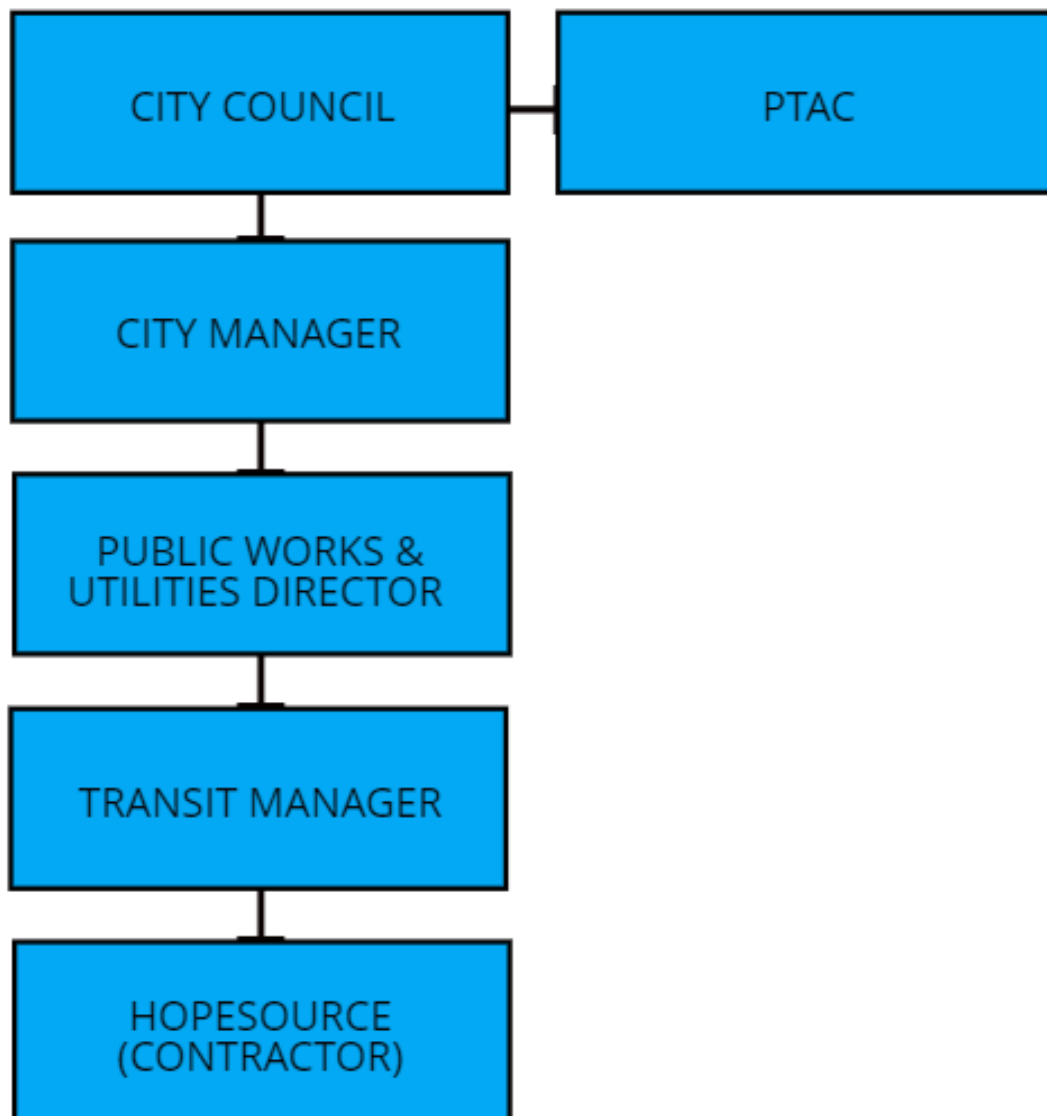 CITY COUNCIL
PTAC
CITY MANAGER
PUBLIC WORKS &
UTILITIES DIRECTOR
TRANSIT MANAGER
HOPESOURCE
(CONTRACTOR)